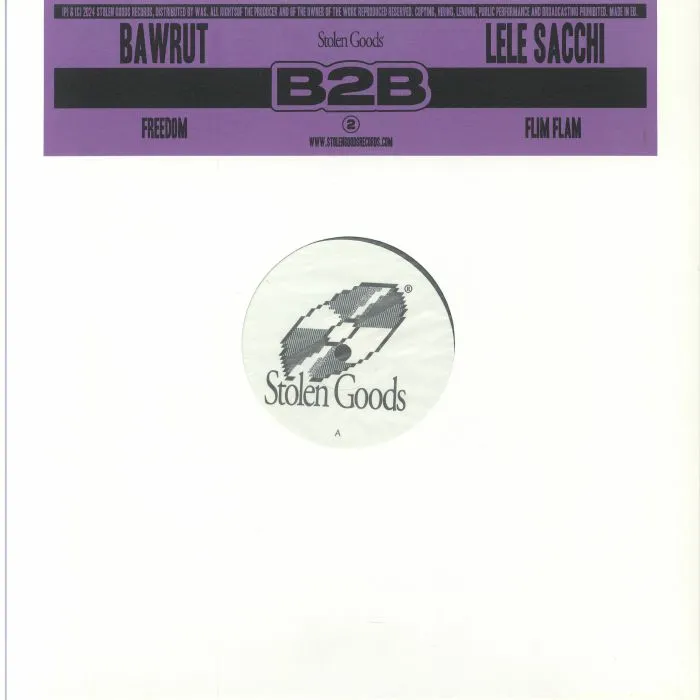 (P) & (C) 2024 STOLEN GOODS RECORDS, DISTRIBUTED BY WAS. ALL RIGHTSOF THE PRODUCER AND OF THE OWNER OF THE WORK REPRODUCED RESERVED. COPYING, HIRING, LENDING, PUBLIC PERFORMANCE AND BROADCASTING PROHIBITED. MADE IN EU.
BAWRUT
Stolen Goods
LELE SACCHI
B2B
FREEDOM
2
FLIM FLAM
WWW.STOLENGOODSRECORDS.COM
®
Stolen Goods
A